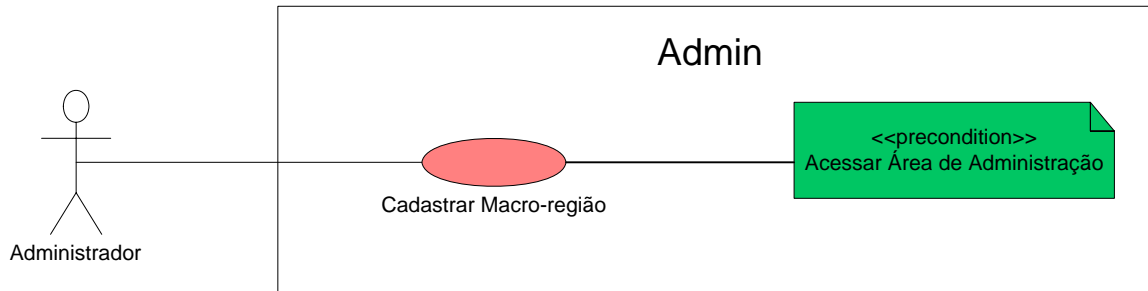 Admin
<<precondition>>
Acessar Área de Administração
Cadastrar Macro-região
Administrador